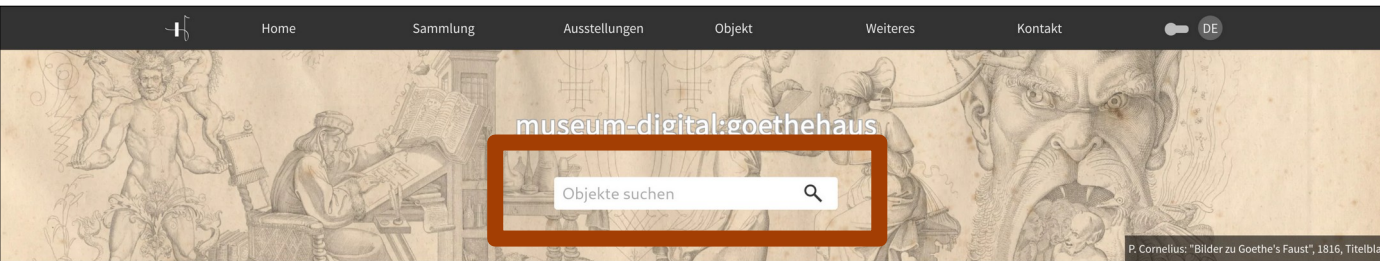 Home Sammlung Ausstellungen Objekt Weiteres Kontakt DE
museum-digital:goethehaus
Objekte suchen
P. Cornelius: "Bilder zu Goethe's Faust", 1816, Titelbla